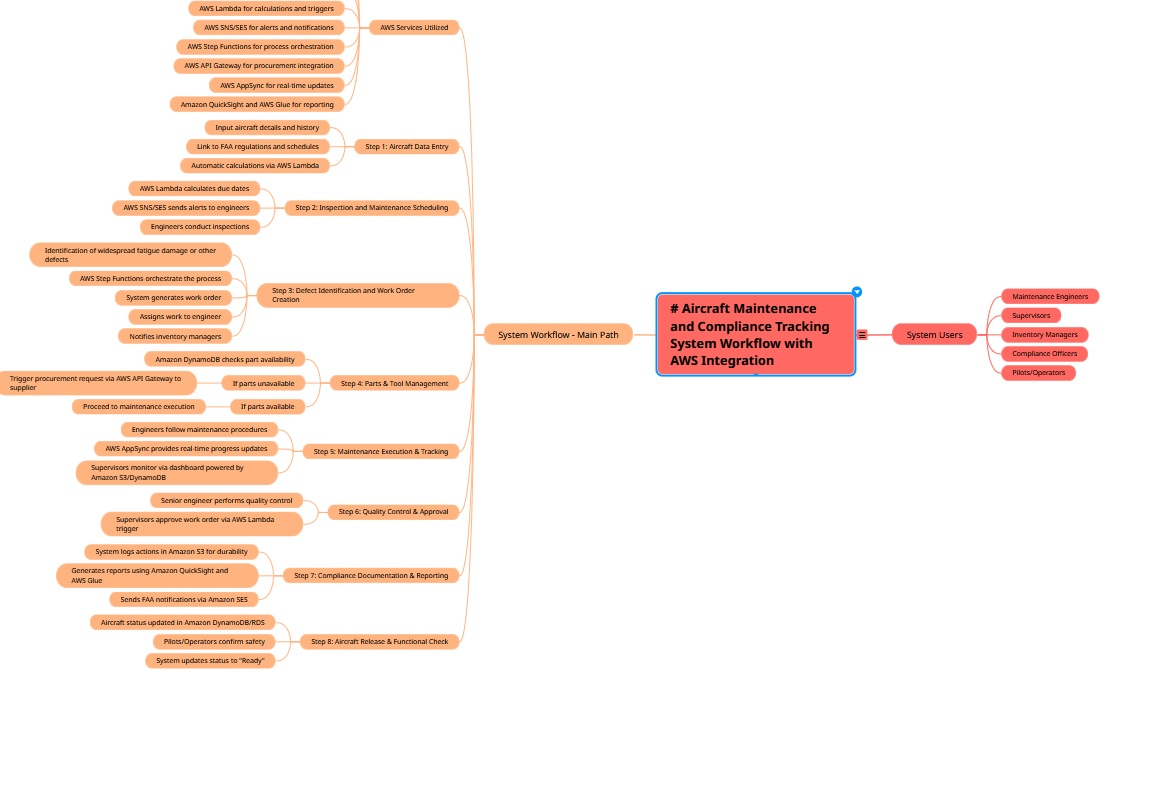 AWS Lambda for calculations and triggers
AWS SNS/SES for alerts and notifications
AWS Step Functions for process orchestration
AWS API Gateway for procurement integration
AWS AppSync for real-time updates
Amazon QuickSight and AWS Glue for reporting
AWS Services Utilized
Input aircraft details and history
Link to FAA regulations and schedules
Automatic calculations via AWS Lambda
Step 1: Aircraft Data Entry
AWS Lambda calculates due dates
AWS SNS/SES sends alerts to engineers
Engineers conduct inspections
Step 2: Inspection and Maintenance Scheduling
Identification of widespread fatigue damage or other
defects
AWS Step Functions orchestrate the process
System generates work order
Assigns work to engineer
Notifies inventory managers
Step 3: Defect Identification and Work Order
Creation
Amazon DynamoDB checks part availability
Trigger procurement request via AWS API Gateway to
supplier
If parts unavailable
Proceed to maintenance execution
If parts available
Step 4: Parts & Tool Management
Engineers follow maintenance procedures
AWS AppSync provides real-time progress updates
Supervisors monitor via dashboard powered by
Amazon S3/DynamoDB
Step 5: Maintenance Execution & Tracking
Senior engineer performs quality control
Supervisors approve work order via AWS Lambda
trigger
Step 6: Quality Control & Approval
System logs actions in Amazon S3 for durability
Generates reports using Amazon QuickSight and
AWS Glue
Sends FAA notifications via Amazon SES
Step 7: Compliance Documentation & Reporting
Aircraft status updated in Amazon DynamoDB/RDS
Pilots/Operators confirm safety
System updates status to "Ready"
Step 8: Aircraft Release & Functional Check
System Workflow - Main Path
# Aircraft Maintenance
and Compliance Tracking
System Workflow with
AWS Integration
System Users
Maintenance Engineers
Supervisors
Inventory Managers
Compliance Officers
Pilots/Operators